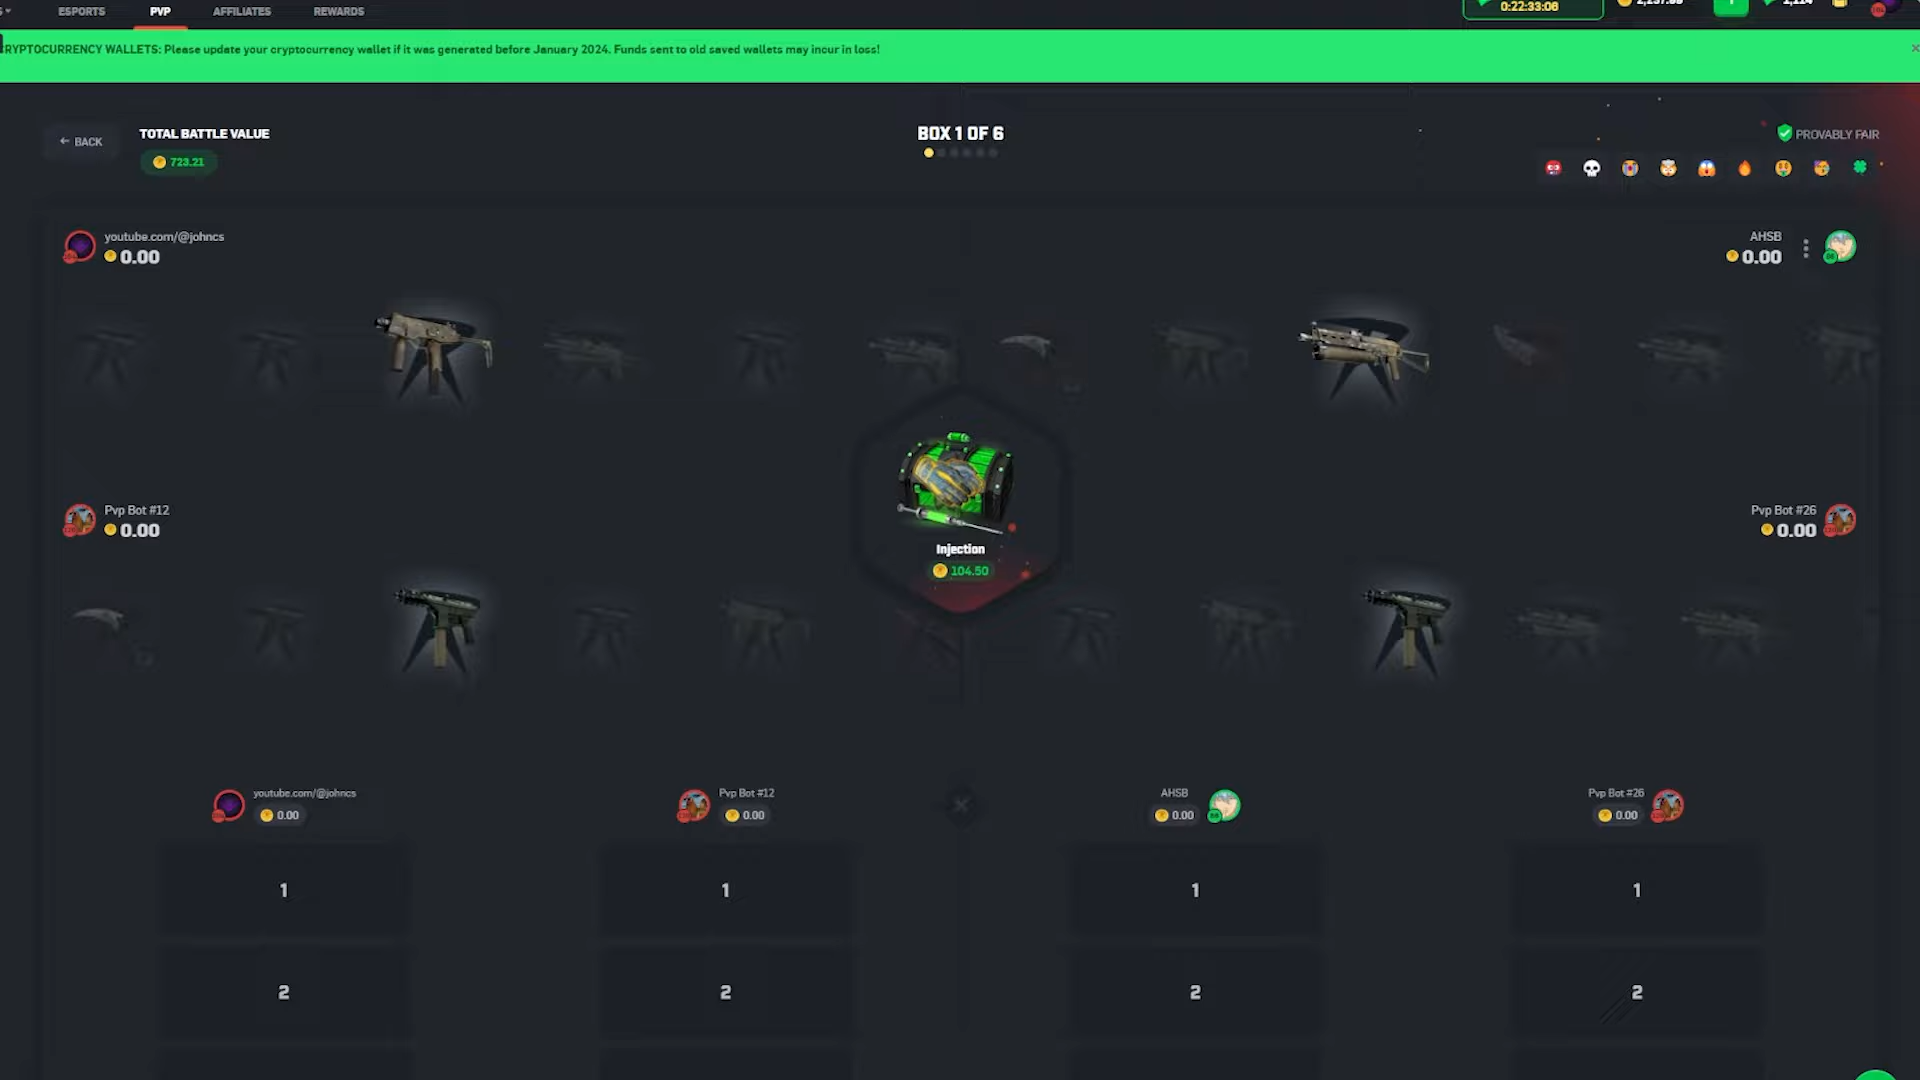 ESPORTS
PVP
AFFILIATES
REWARDS
0:22:33:06
RYPTOCURRENCY WALLETS: Please update your cryptocurrency wallet if it was generated before January 2024. Funds sent to old saved wallets may incur in loss!
← BACK
TOTAL BATTLE VALUE
723.21
BOX 1 OF 6
PROVABLY FAIR
youtube.com/@johncs
0.00
AHSB
0.00
Pvp Bot #12
0.00
Pvp Bot #26
0.00
Injection
104.50
youtube.com/@johncs
0.00
Pvp Bot #12
0.00
AHSB
0.00
Pvp Bot #26
0.00
1
1
1
1
2
2
2
2